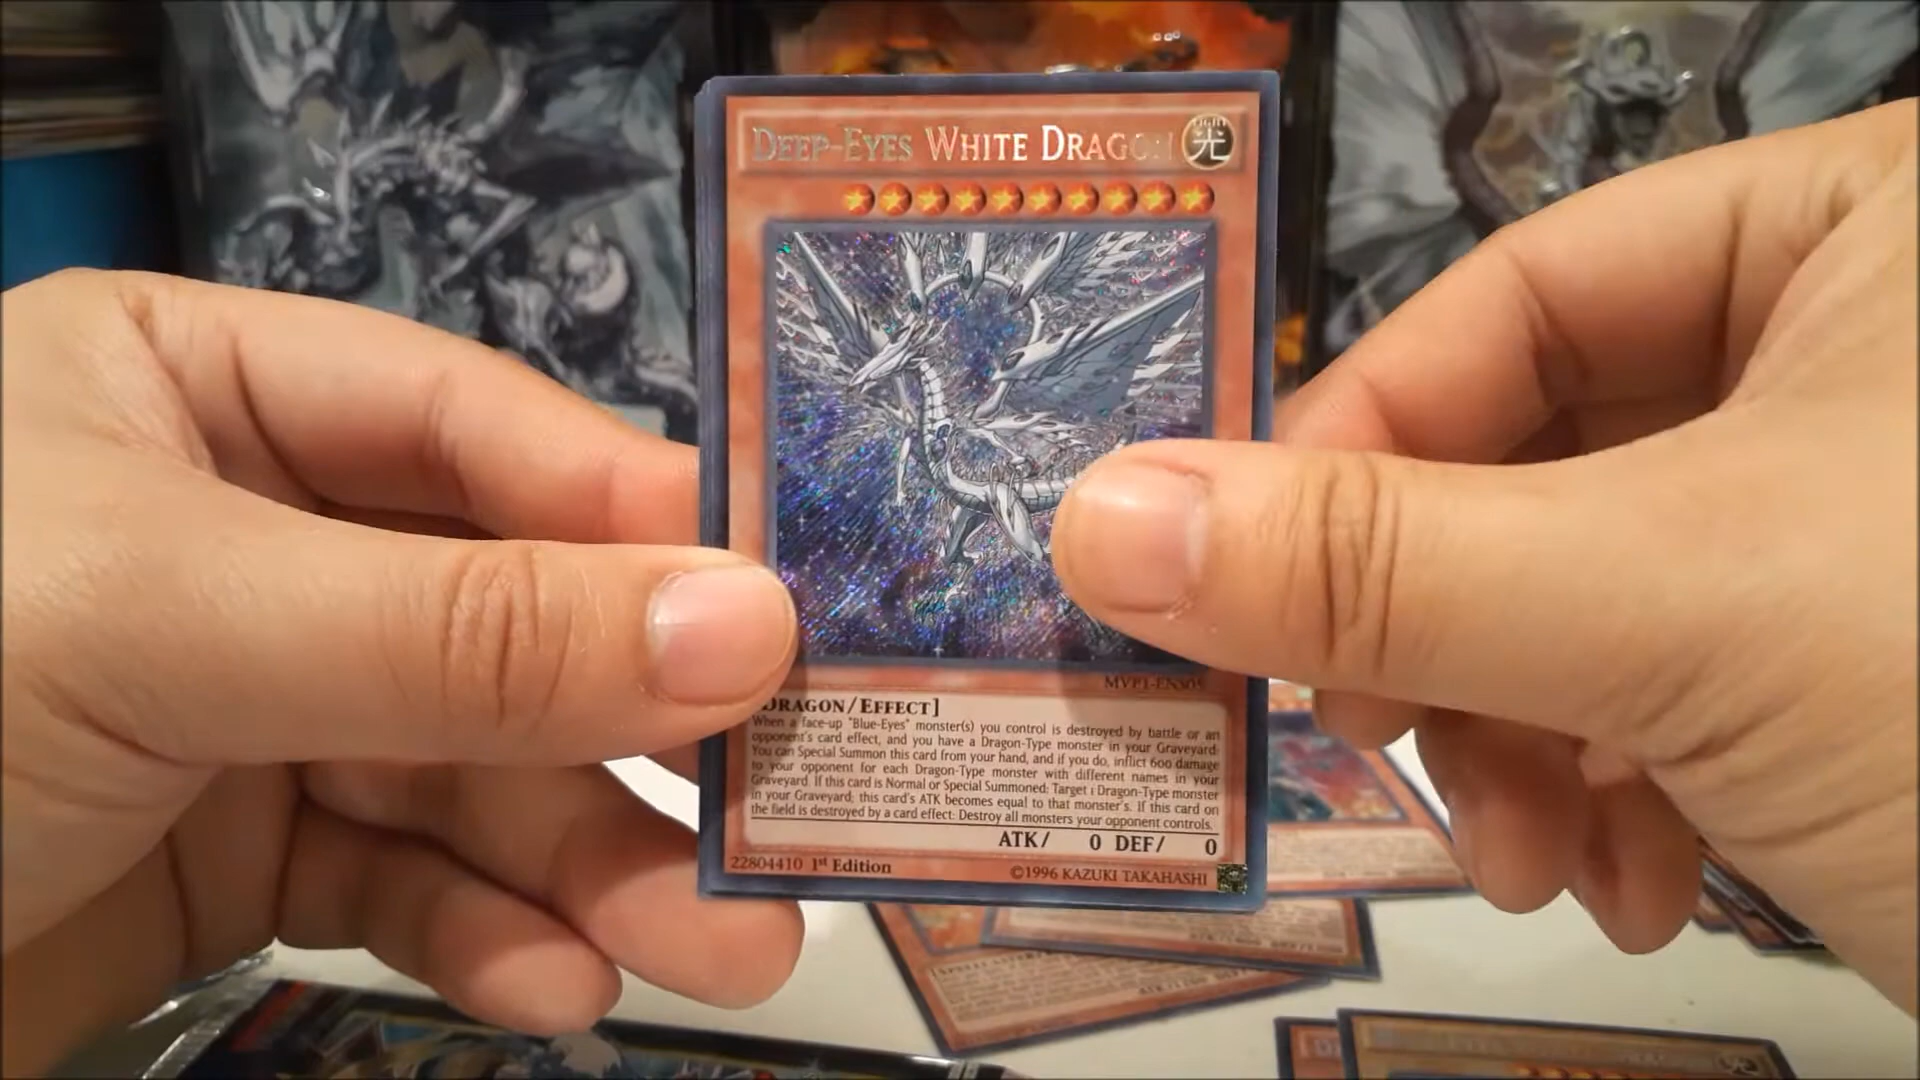 DEEP-EYES WHITE DRAGON
LIGHT
光
MVP1-ENS05
DRAGON/EFFECT]
When a face-up "Blue-Eyes" monster(s) you control is destroyed by battle or an
opponent's card effect, and you have a Dragon-Type monster in your Graveyard:
You can Special Summon this card from your hand, and if you do, inflict 600 damage
to your opponent for each Dragon-Type monster with different names in your
Graveyard. If this card is Normal or Special Summoned: Target 1 Dragon-Type monster
in your Graveyard; this card's ATK becomes equal to that monster's. If this card on
the field is destroyed by a card effect: Destroy all monsters your opponent controls.
ATK/ 0 DEF/ 0
22804410 1st Edition
©1996 KAZUKI TAKAHASHI